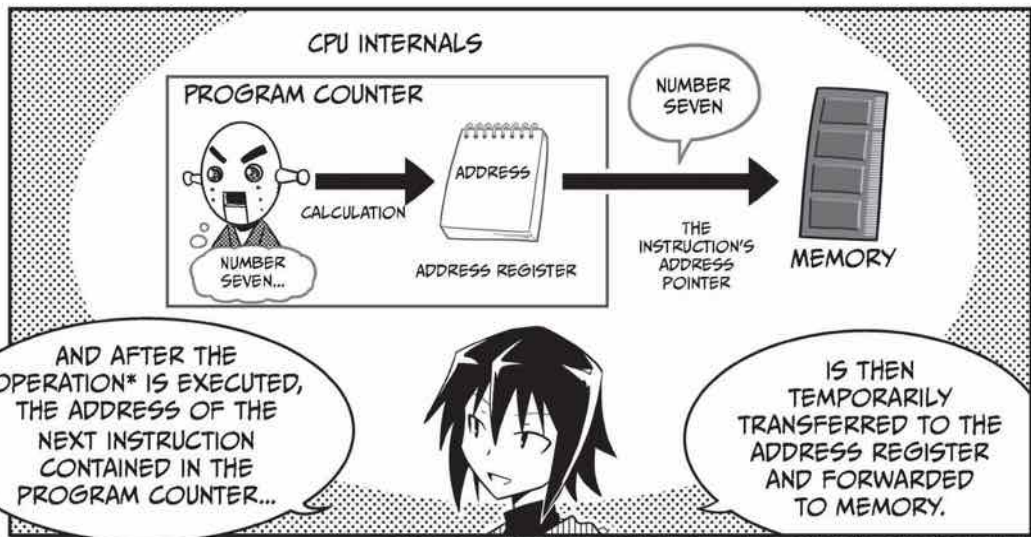 CPU INTERNALS
PROGRAM COUNTER
NUMBER
SEVEN...
CALCULATION
ADDRESS
ADDRESS REGISTER
NUMBER
SEVEN
THE
INSTRUCTION'S
ADDRESS
POINTER
MEMORY
AND AFTER THE
OPERATION* IS EXECUTED,
THE ADDRESS OF THE
NEXT INSTRUCTION
CONTAINED IN THE
PROGRAM COUNTER...
IS THEN
TEMPORARILY
TRANSFERRED TO THE
ADDRESS REGISTER
AND FORWARDED
TO MEMORY.